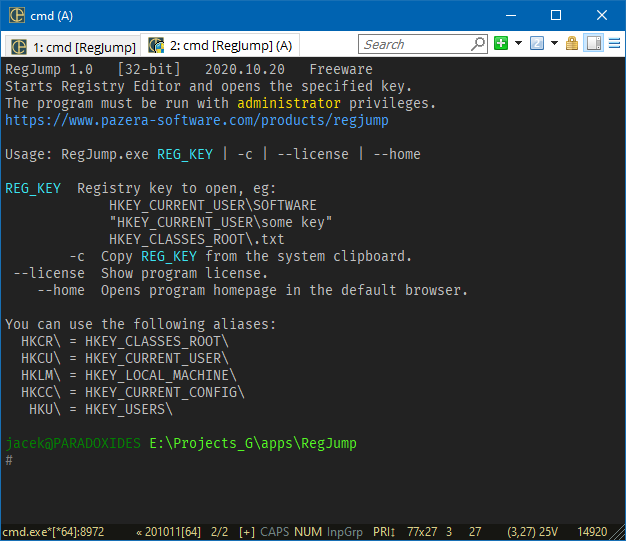 cmd (A)
1: cmd [RegJump]
2: cmd [RegJump] (A)
Search
RegJump 1.0 [32-bit] 2020.10.20 Freeware
Starts Registry Editor and opens the specified key.
The program must be run with administrator privileges.
https://www.pazera-software.com/products/regjump
Usage: RegJump.exe REG_KEY | -c | --license | --home
REG_KEY Registry key to open, eg:
HKEY_CURRENT_USER\SOFTWARE
"HKEY_CURRENT_USER\some key"
HKEY_CLASSES_ROOT\.txt
-c Copy REG_KEY from the system clipboard.
--license Show program license.
--home Opens program homepage in the default browser.
You can use the following aliases:
HKCR\ = HKEY_CLASSES_ROOT\
HKCU\ = HKEY_CURRENT_USER\
HKLM\ = HKEY_LOCAL_MACHINE\
HKCC\ = HKEY_CURRENT_CONFIG\
HKU\ = HKEY_USERS\
jacek@PARADOXIDES E:\Projects_G\apps\RegJump
#
cmd.exe*[*64]:8972 « 201011[64] 2/2 [+] CAPS NUM InpGrp PRI↕ 77x27 3 27 (3,27) 25V 14920